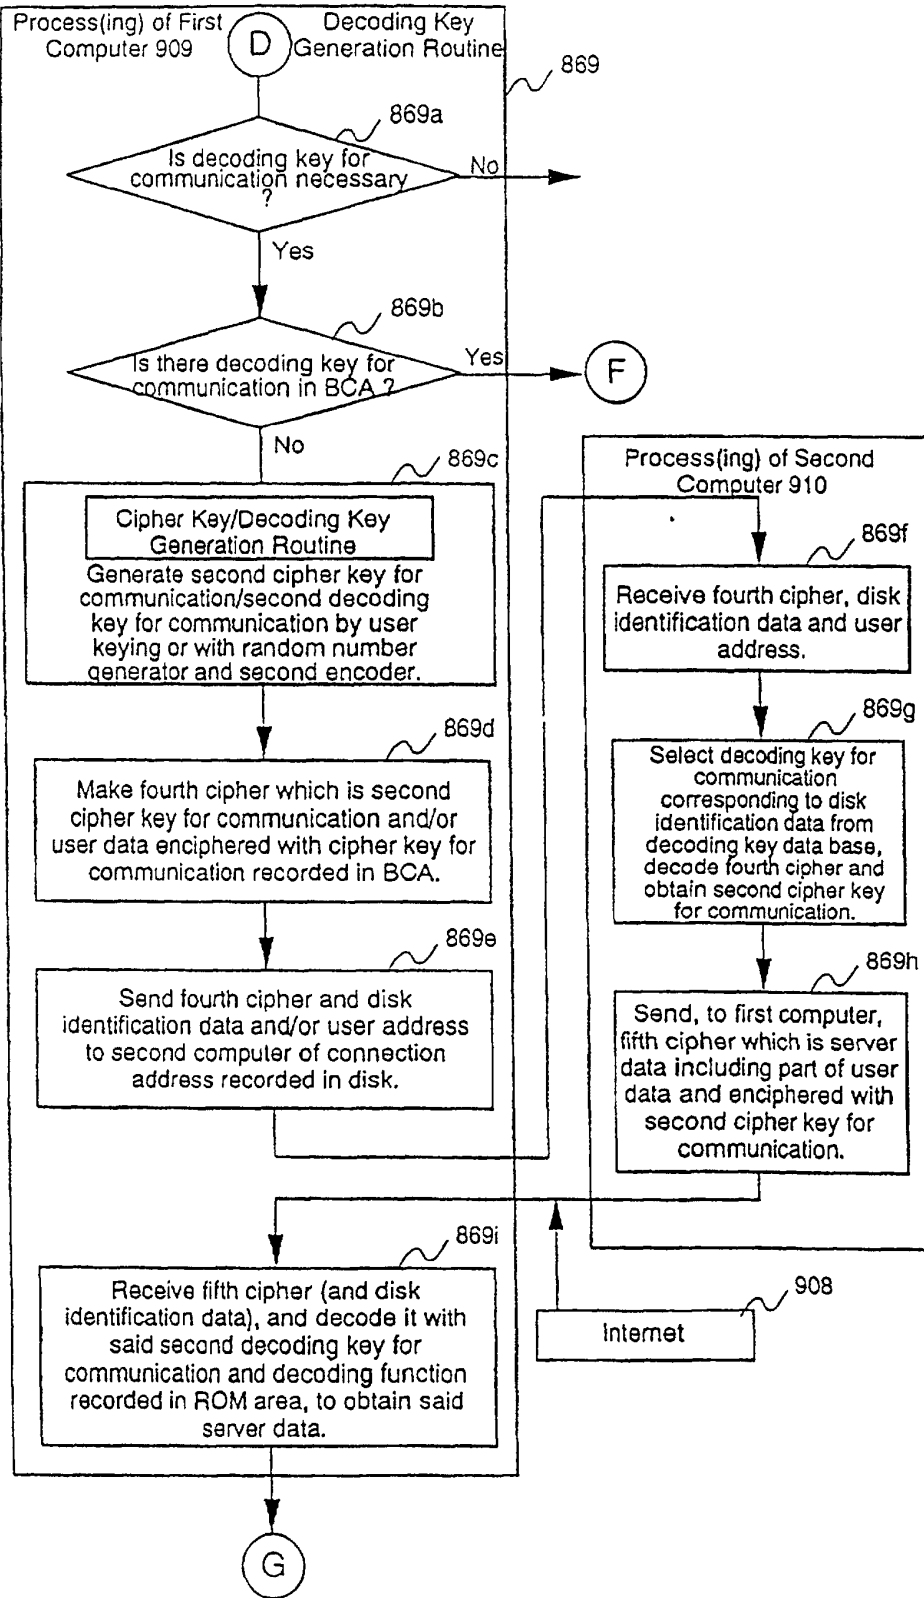 Process(ing) of First
Computer 909
D
Decoding Key
Generation Routine
869
869a
Is decoding key for
communication necessary
?
No
Yes
869b
Is there decoding key for
communication in BCA ?
Yes
F
No
869c
Cipher Key/Decoding Key
Generation Routine
Generate second cipher key for
communication/second decoding
key for communication by user
keying or with random number
generator and second encoder.
869d
Make fourth cipher which is second
cipher key for communication and/or
user data enciphered with cipher key for
communication recorded in BCA.
869e
Send fourth cipher and disk
identification data and/or user address
to second computer of connection
address recorded in disk.
Process(ing) of Second
Computer 910
869f
Receive fourth cipher, disk
identification data and user
address.
869g
Select decoding key for
communication
corresponding to disk
identification data from
decoding key data base,
decode fourth cipher and
obtain second cipher key
for communication.
869h
Send, to first computer,
fifth cipher which is server
data including part of user
data and enciphered with
second cipher key for
communication.
869i
Receive fifth cipher (and disk
identification data), and decode it with
said second decoding key for
communication and decoding function
recorded in ROM area, to obtain said
server data.
908
Internet
G